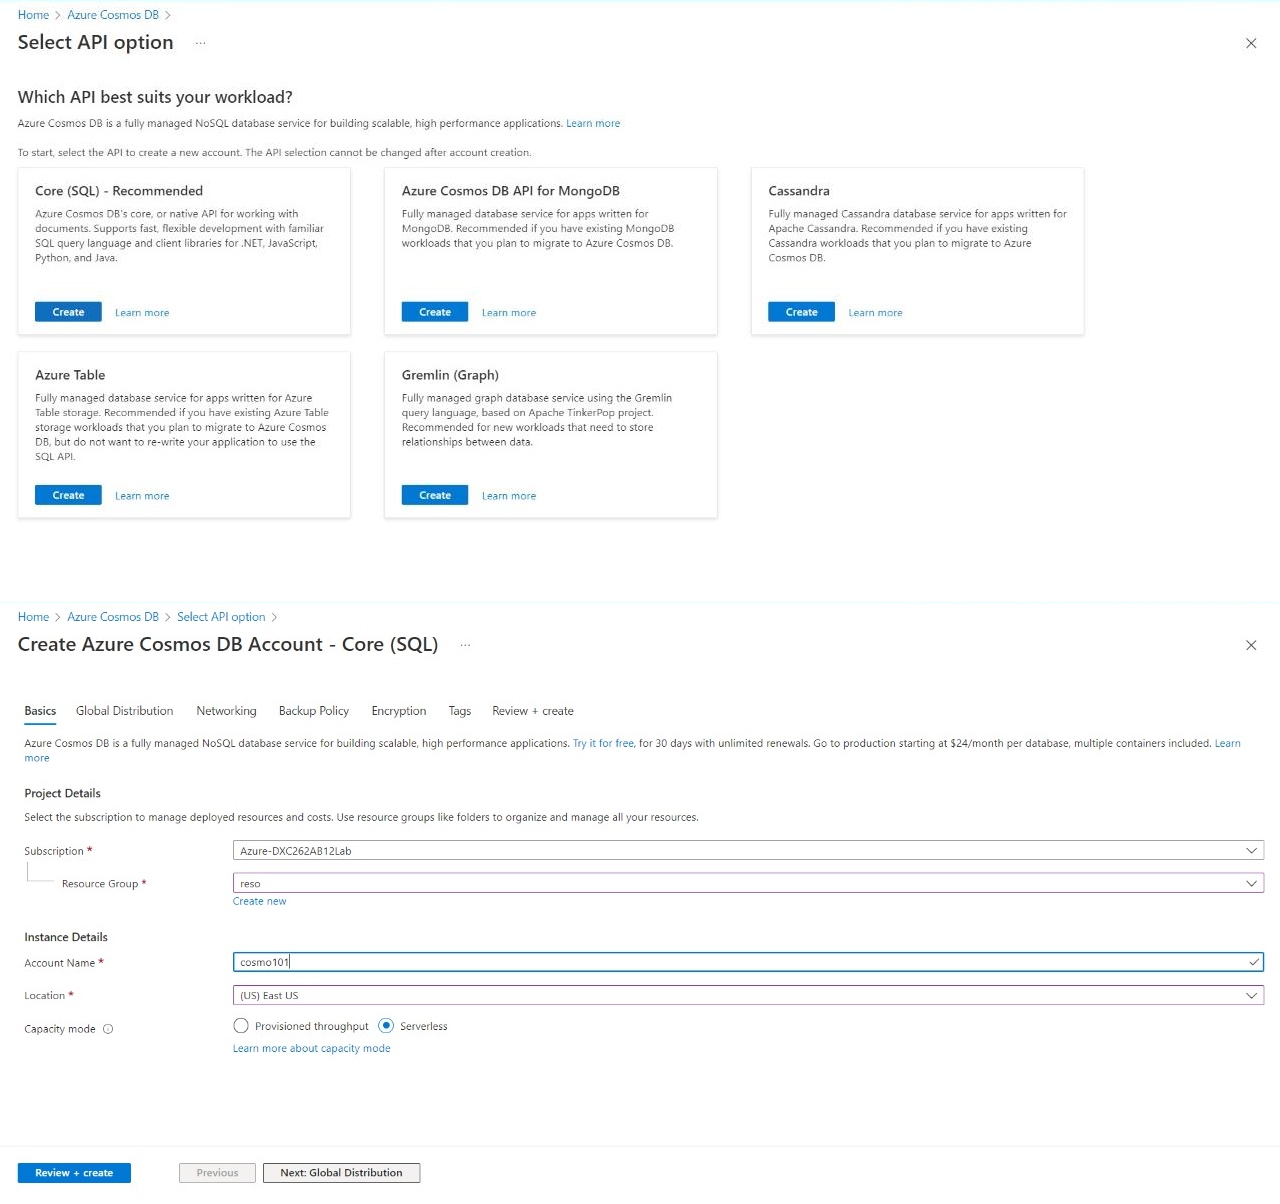 Home > Azure Cosmos DB >
Select API option ...
Which API best suits your workload?
Azure Cosmos DB is a fully managed NoSQL database service for building scalable, high performance applications. Learn more
To start, select the API to create a new account. The API selection cannot be changed after account creation.
Core (SQL) - Recommended
Azure Cosmos DB's core, or native API for working with
documents. Supports fast, flexible development with familiar
SQL query language and client libraries for .NET, JavaScript,
Python, and Java.
Create Learn more
Azure Cosmos DB API for MongoDB
Fully managed database service for apps written for
MongoDB. Recommended if you have existing MongoDB
workloads that you plan to migrate to Azure Cosmos DB.
Create Learn more
Cassandra
Fully managed Cassandra database service for apps written for
Apache Cassandra. Recommended if you have existing
Cassandra workloads that you plan to migrate to Azure
Cosmos DB.
Create Learn more
Azure Table
Fully managed database service for apps written for Azure
Table storage. Recommended if you have existing Azure Table
storage workloads that you plan to migrate to Azure Cosmos
DB, but do not want to re-write your application to use the
SQL API.
Create Learn more
Gremlin (Graph)
Fully managed graph database service using the Gremlin
query language, based on Apache TinkerPop project.
Recommended for new workloads that need to store
relationships between data.
Create Learn more
Home > Azure Cosmos DB > Select API option >
Create Azure Cosmos DB Account - Core (SQL) ...
Basics Global Distribution Networking Backup Policy Encryption Tags Review + create
Azure Cosmos DB is a fully managed NoSQL database service for building scalable, high performance applications. Try it for free, for 30 days with unlimited renewals. Go to production starting at $24/month per database, multiple containers included. Learn
more
Project Details
Select the subscription to manage deployed resources and costs. Use resource groups like folders to organize and manage all your resources.
Subscription * Azure-DXC262AB12Lab
Resource Group * reso
Create new
Instance Details
Account Name * cosmo101
Location * (US) East US
Capacity mode Provisioned throughput Serverless
Learn more about capacity mode
Review + create Previous Next: Global Distribution